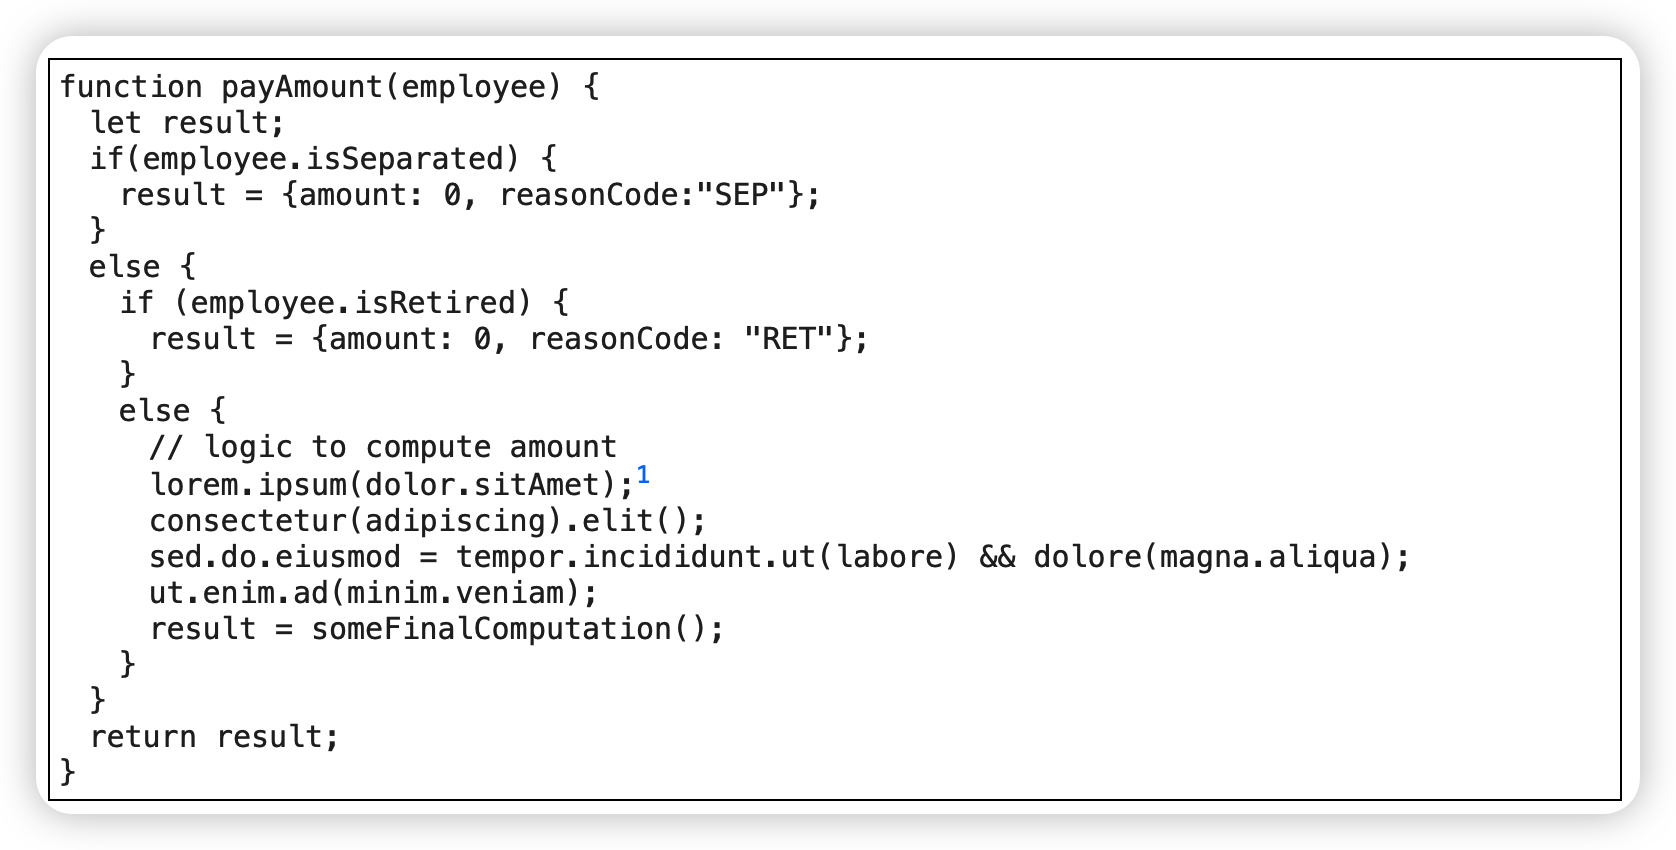 function payAmount(employee) {
  let result;
  if(employee.isSeparated) {
    result = {amount: 0, reasonCode:"SEP"};
  }
  else {
    if (employee.isRetired) {
      result = {amount: 0, reasonCode: "RET"};
    }
    else {
      // logic to compute amount
      lorem.ipsum(dolor.sitAmet);1
      consectetur(adipiscing).elit();
      sed.do.eiusmod = tempor.incididunt.ut(labore) && dolore(magna.aliqua);
      ut.enim.ad(minim.veniam);
      result = someFinalComputation();
    }
  }
  return result;
}